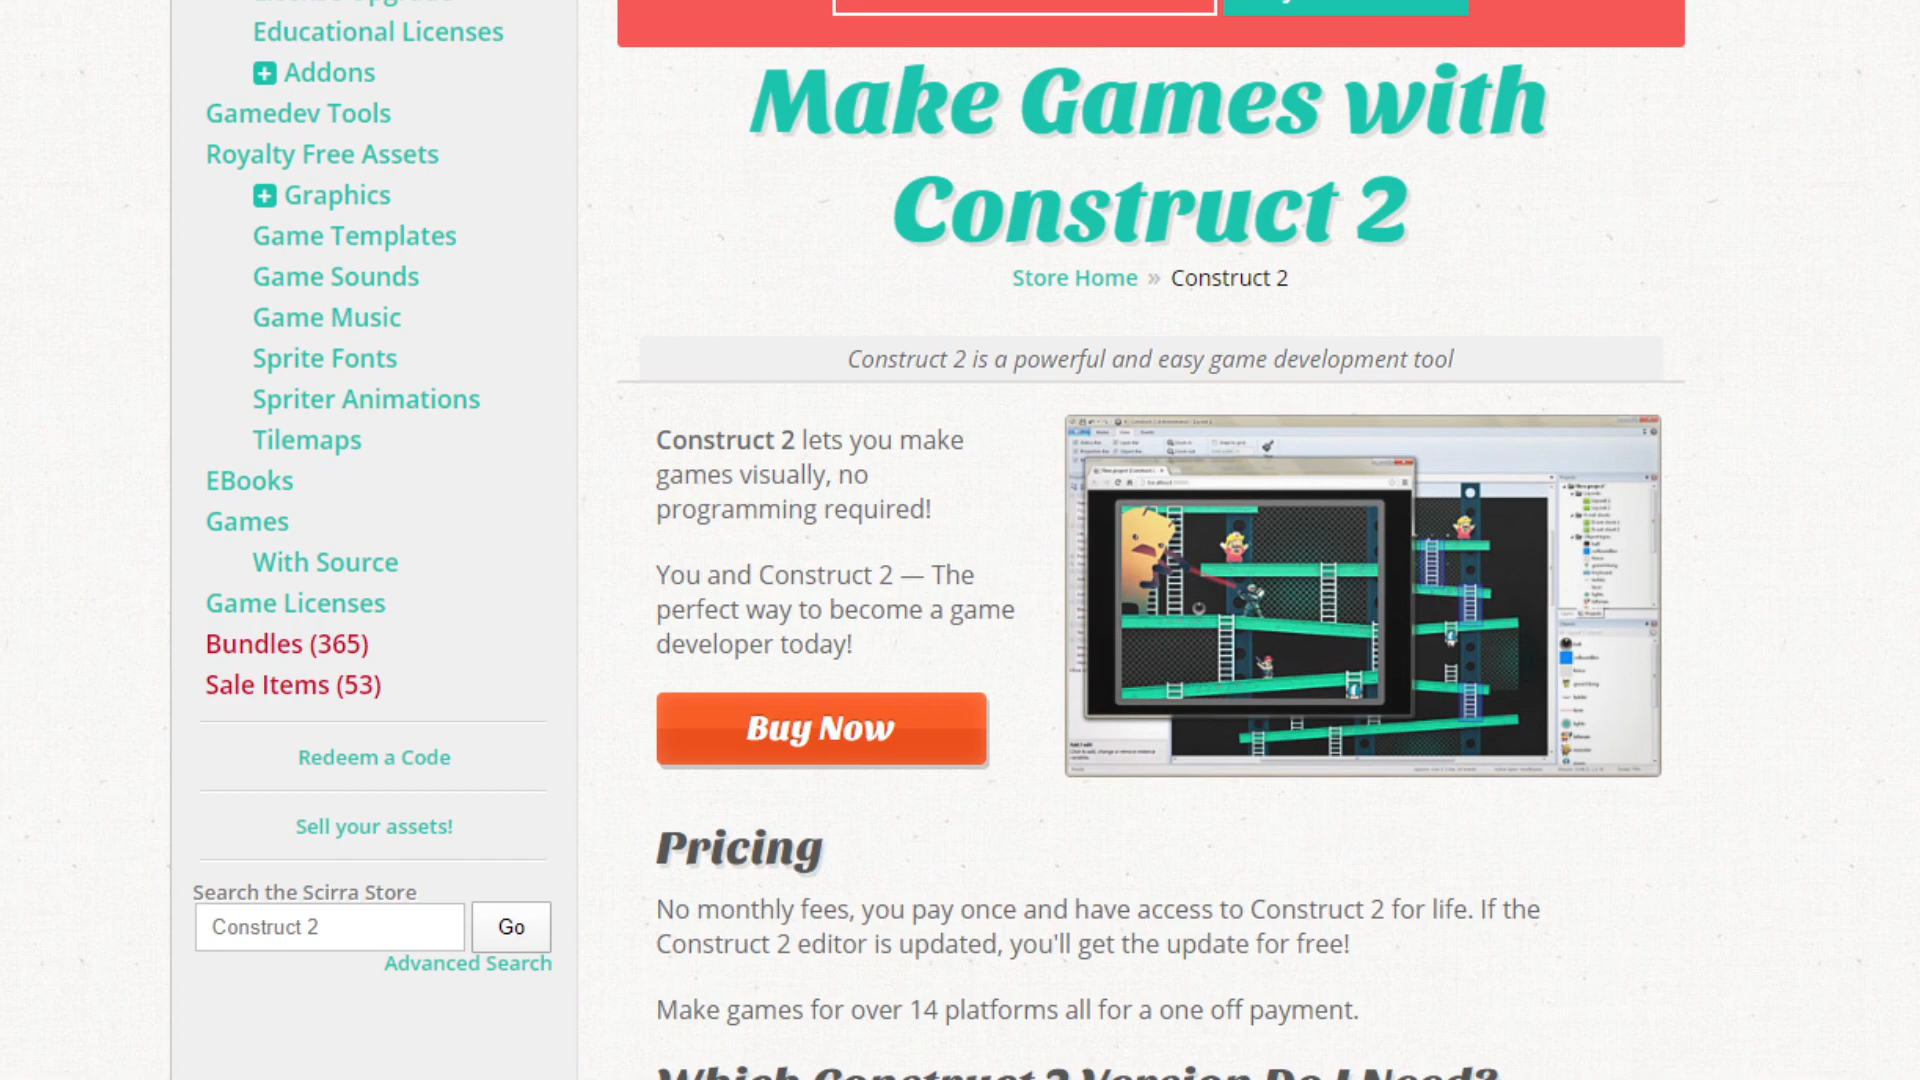 Educational Licenses
Addons
Gamedev Tools
Royalty Free Assets
Graphics
Game Templates
Game Sounds
Game Music
Sprite Fonts
Spriter Animations
Tilemaps
EBooks
Games
With Source
Game Licenses
Bundles (365)
Sale Items (53)
Redeem a Code
Sell your assets!
Search the Scirra Store
Construct 2
Go
Advanced Search
Make Games with
Construct 2
Store Home » Construct 2
Construct 2 is a powerful and easy game development tool
Construct 2 lets you make
games visually, no
programming required!
You and Construct 2 — The
perfect way to become a game
developer today!
Buy Now
Pricing
No monthly fees, you pay once and have access to Construct 2 for life. If the
Construct 2 editor is updated, you'll get the update for free!
Make games for over 14 platforms all for a one off payment.
Which Construct 2 Version Do I Need?